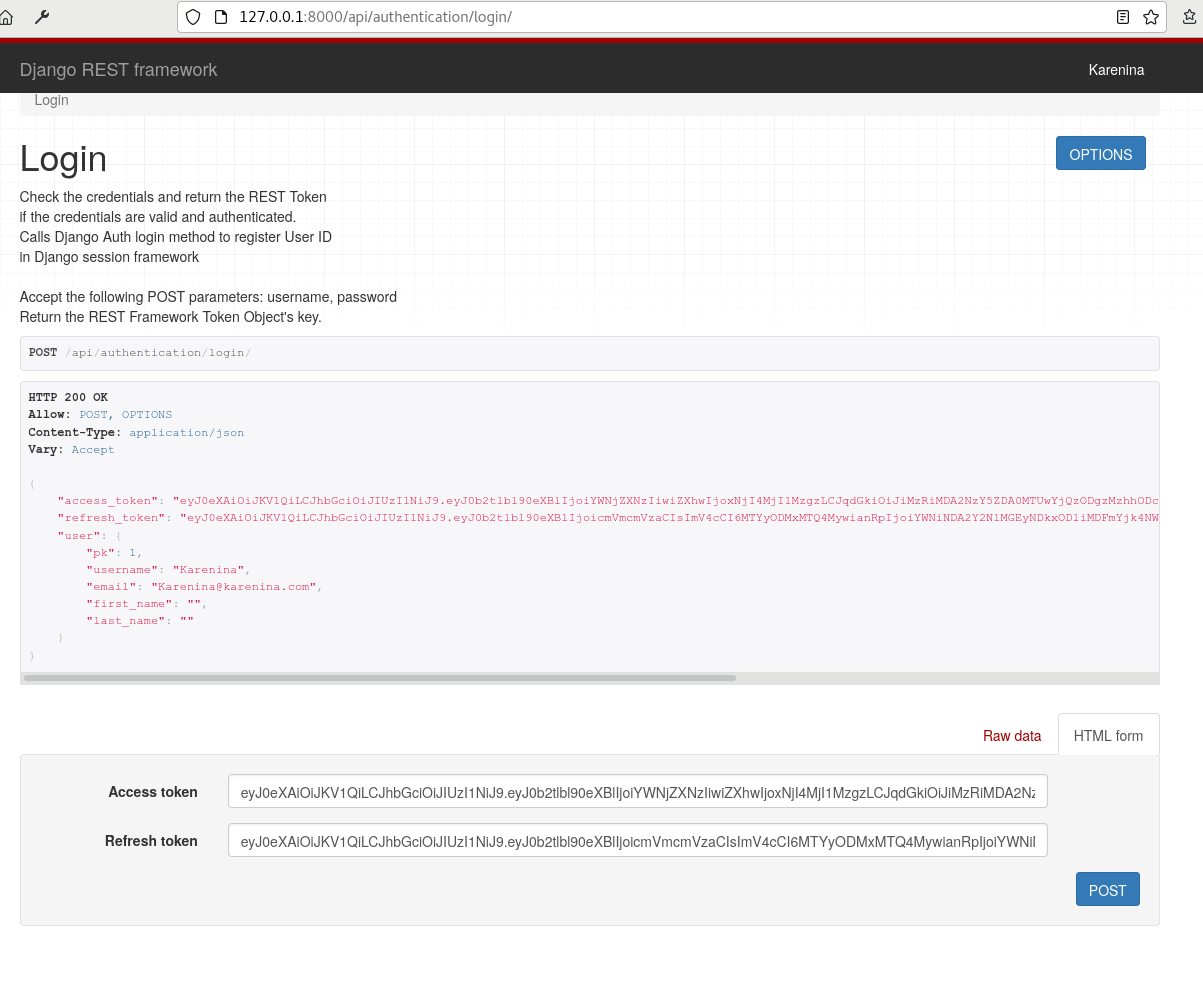 127.0.0.1:8000/api/authentication/login/
Django REST framework
Karenina
Login
Login
OPTIONS
Check the credentials and return the REST Token
if the credentials are valid and authenticated.
Calls Django Auth login method to register User ID
in Django session framework
Accept the following POST parameters: username, password
Return the REST Framework Token Object's key.
POST /api/authentication/login/
HTTP 200 OK
Allow: POST, OPTIONS
Content-Type: application/json
Vary: Accept
{
"access_token": "eyJ0eXAiOiJKV1QiLCJhbGciOiJIUzI1NiJ9.eyJ0b2tlbl90eXBlIjoiYWNjZXNzIiwiZXhwIjoxNjI4MjI1MzgzLCJqdGkiOiJiMzRiMDA2NzY5ZDA0MTUwYjQzODgzMzhhODc
"refresh_token": "eyJ0eXAiOiJKV1QiLCJhbGciOiJIUzI1NiJ9.eyJ0b2tlbl90eXBlIjoicmVmcmVzaCIsImV4cCI6MTYyODMxMTQ4MywianRpIjoiYWNiNDA2Y2NlMGEyNDkxODliMDFmYjk4NW
"user": {
"pk": 1,
"username": "Karenina",
"email": "Karenina@karenina.com",
"first_name": "",
"last_name": ""
}
}
Raw data
HTML form
Access token
eyJ0eXAiOiJKV1QiLCJhbGciOiJIUzI1NiJ9.eyJ0b2tlbl90eXBlIjoiYWNjZXNzIiwiZXhwIjoxNjI4MjI1MzgzLCJqdGkiOiJiMzRiMDA2Nz
Refresh token
eyJ0eXAiOiJKV1QiLCJhbGciOiJIUzI1NiJ9.eyJ0b2tlbl90eXBlIjoicmVmcmVzaCIsImV4cCI6MTYyODMxMTQ4MywianRpIjoiYWNiI
POST